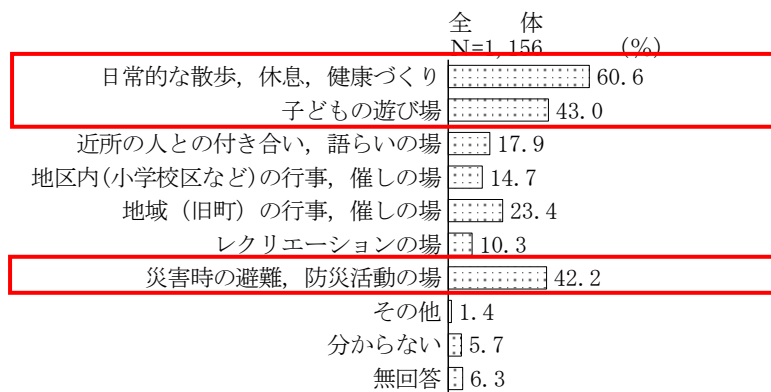 全　体
N=1,156　(%)
日常的な散歩，休息，健康づくり 60.6
子どもの遊び場 43.0
近所の人との付き合い，語らいの場 17.9
地区内(小学校区など)の行事，催しの場 14.7
地域（旧町）の行事，催しの場 23.4
レクリエーションの場 10.3
災害時の避難，防災活動の場 42.2
その他 1.4
分からない 5.7
無回答 6.3